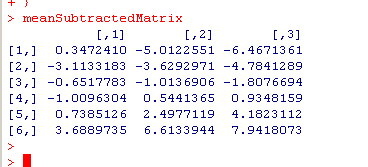 + }
> meanSubtractedMatrix
[,1] [,2] [,3]
[1,] 0.3472410 -5.0122551 -6.4671361
[2,] -3.1133183 -3.6292971 -4.7841289
[3,] -0.6517783 -1.0136906 -1.8076694
[4,] -1.0096304 0.5441365 0.9348159
[5,] 0.7385126 2.4977119 4.1823112
[6,] 3.6889735 6.6133944 7.9418073
>
>